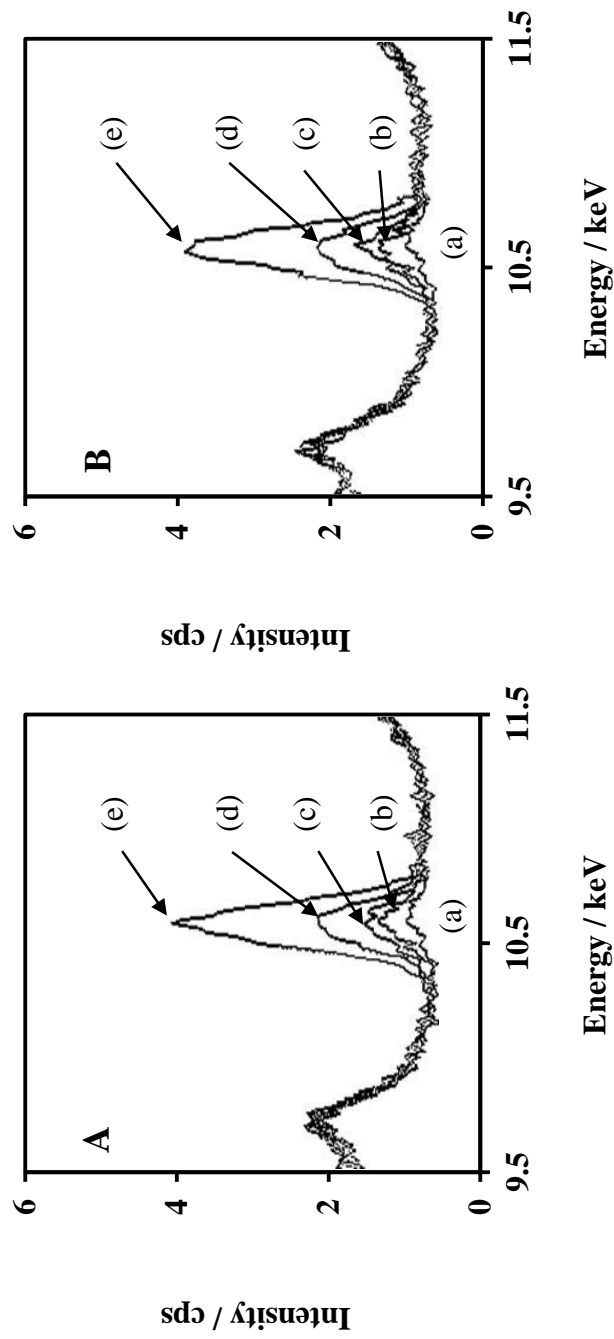 A
Intensity / cps
6
4
2
0
(e)
(d)
(c)
(b)
(a)
9.5
10.5
11.5
Energy / keV
B
Intensity / cps
6
4
2
0
(e)
(d)
(c)
(b)
(a)
9.5
10.5
11.5
Energy / keV